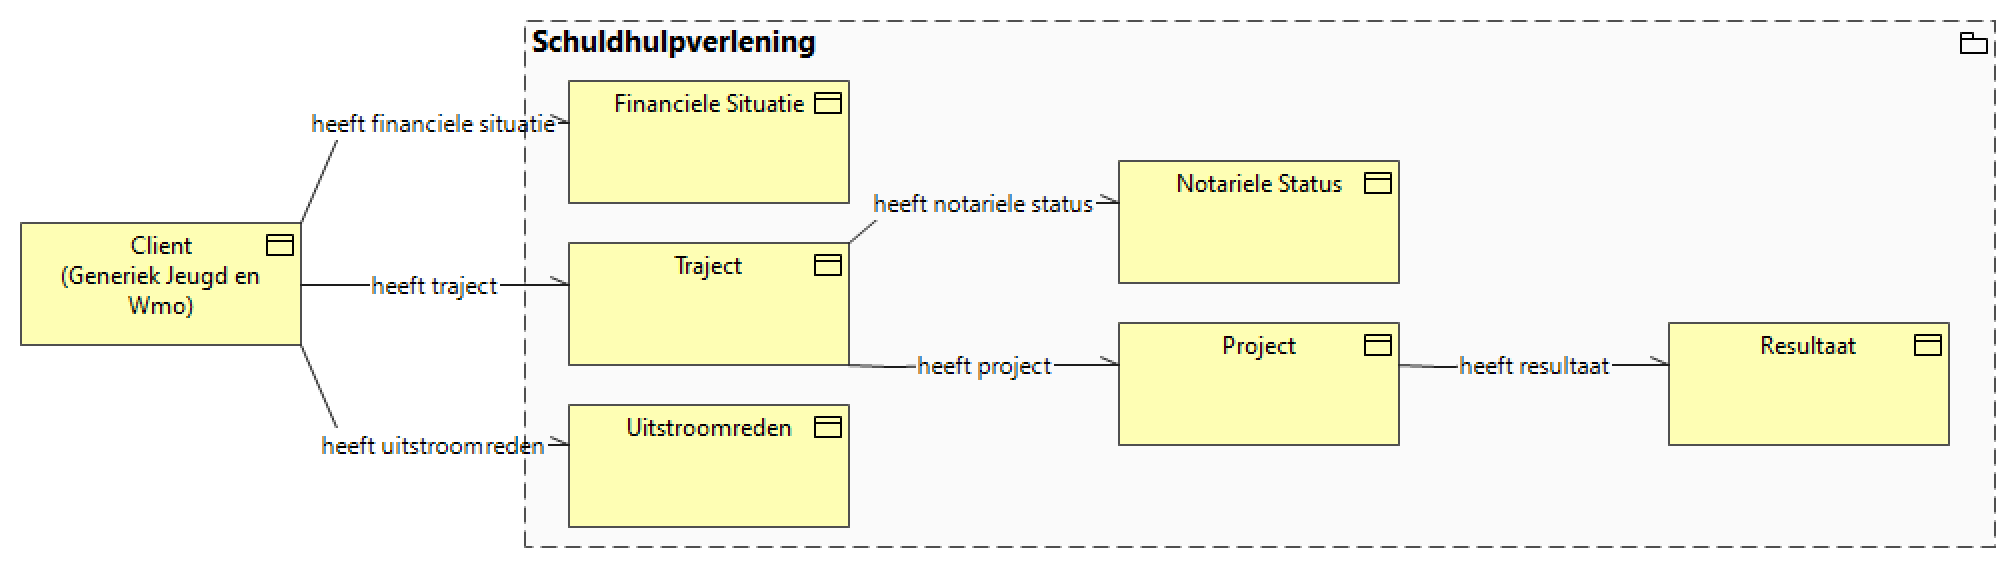 Schuldhulpverlening
Financiele Situatie
heeft financiele situatie
Notariele Status
heeft notariele status
Client
(Generiek Jeugd en
Wmo)
heeft traject
Traject
heeft project
Project
heeft resultaat
Resultaat
heeft uitstroomreden
Uitstroomreden